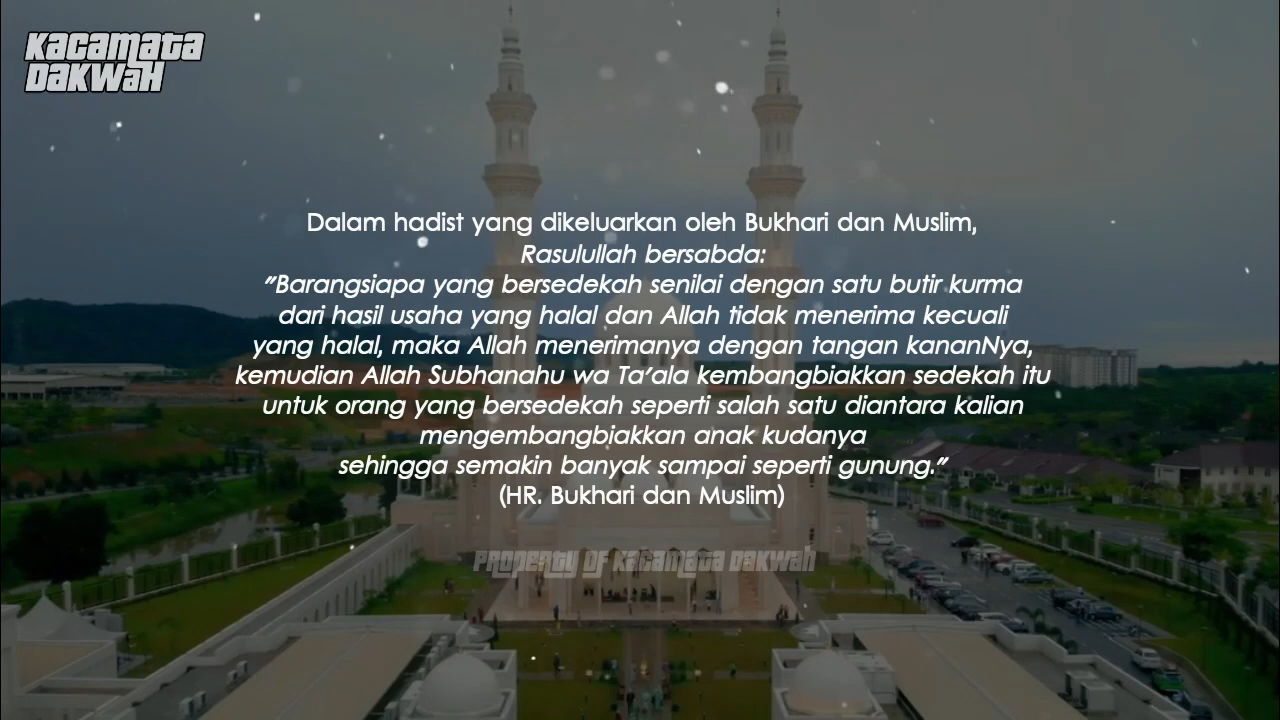 KACAMATA
DAKWAH
Dalam hadist yang dikeluarkan oleh Bukhari dan Muslim,
Rasulullah bersabda:
"Barangsiapa yang bersedekah senilai dengan satu butir kurma
dari hasil usaha yang halal dan Allah tidak menerima kecuali
yang halal, maka Allah menerimanya dengan tangan kananNya,
kemudian Allah Subhanahu wa Ta'ala kembangbiakkan sedekah itu
untuk orang yang bersedekah seperti salah satu diantara kalian
mengembangbiakkan anak kudanya
sehingga semakin banyak sampai seperti gunung."
(HR. Bukhari dan Muslim)
PROPERTY OF KACAMATA DAKWAH